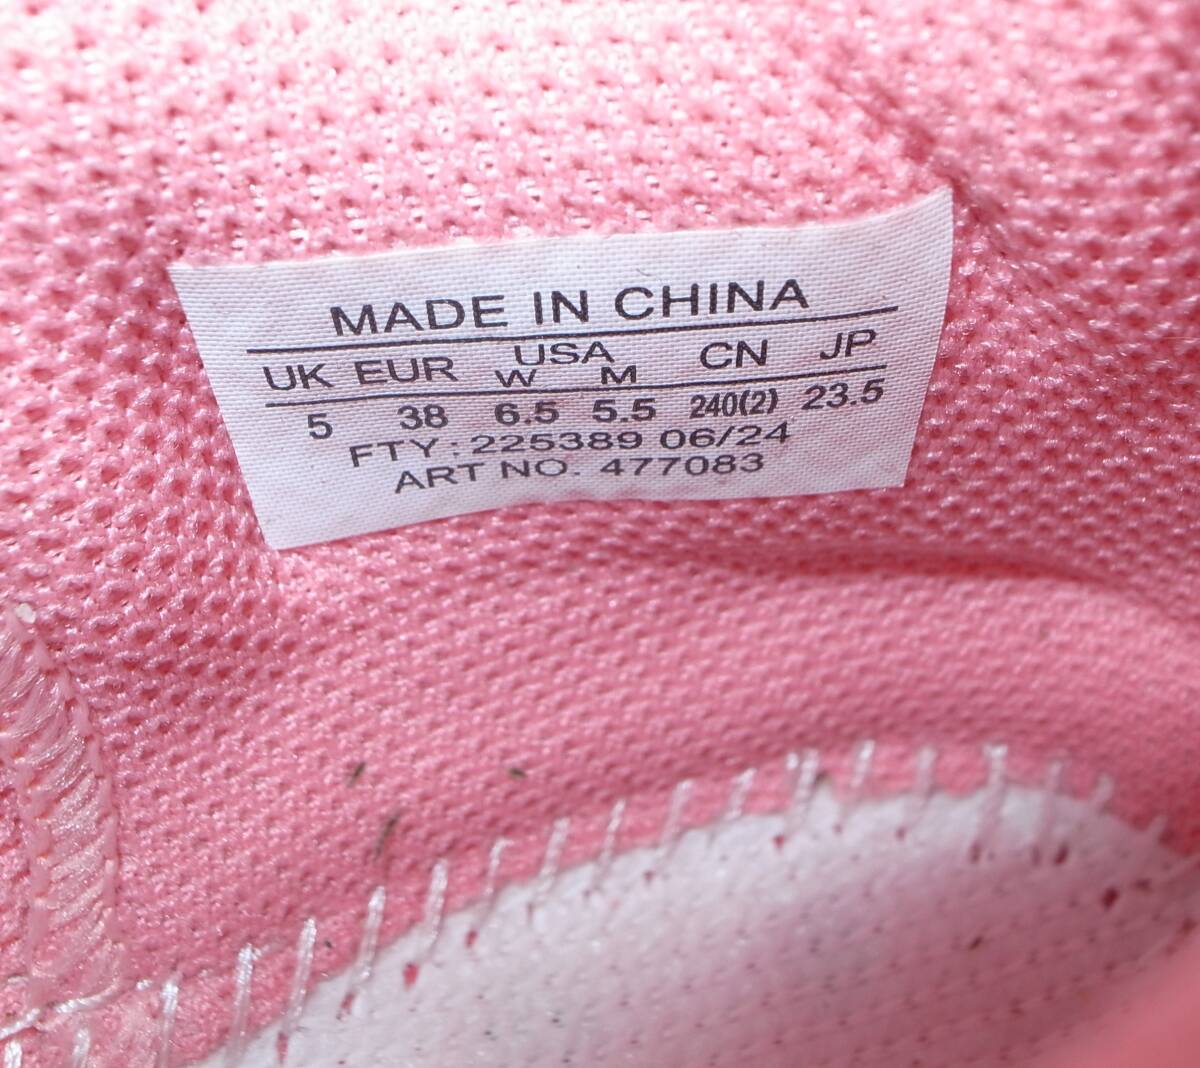 MADE IN CHINA
UK EUR USA CN JP
W M
5 38 6.5 5.5 240(2) 23.5
FTY: 225389 06/24
ART NO. 477083